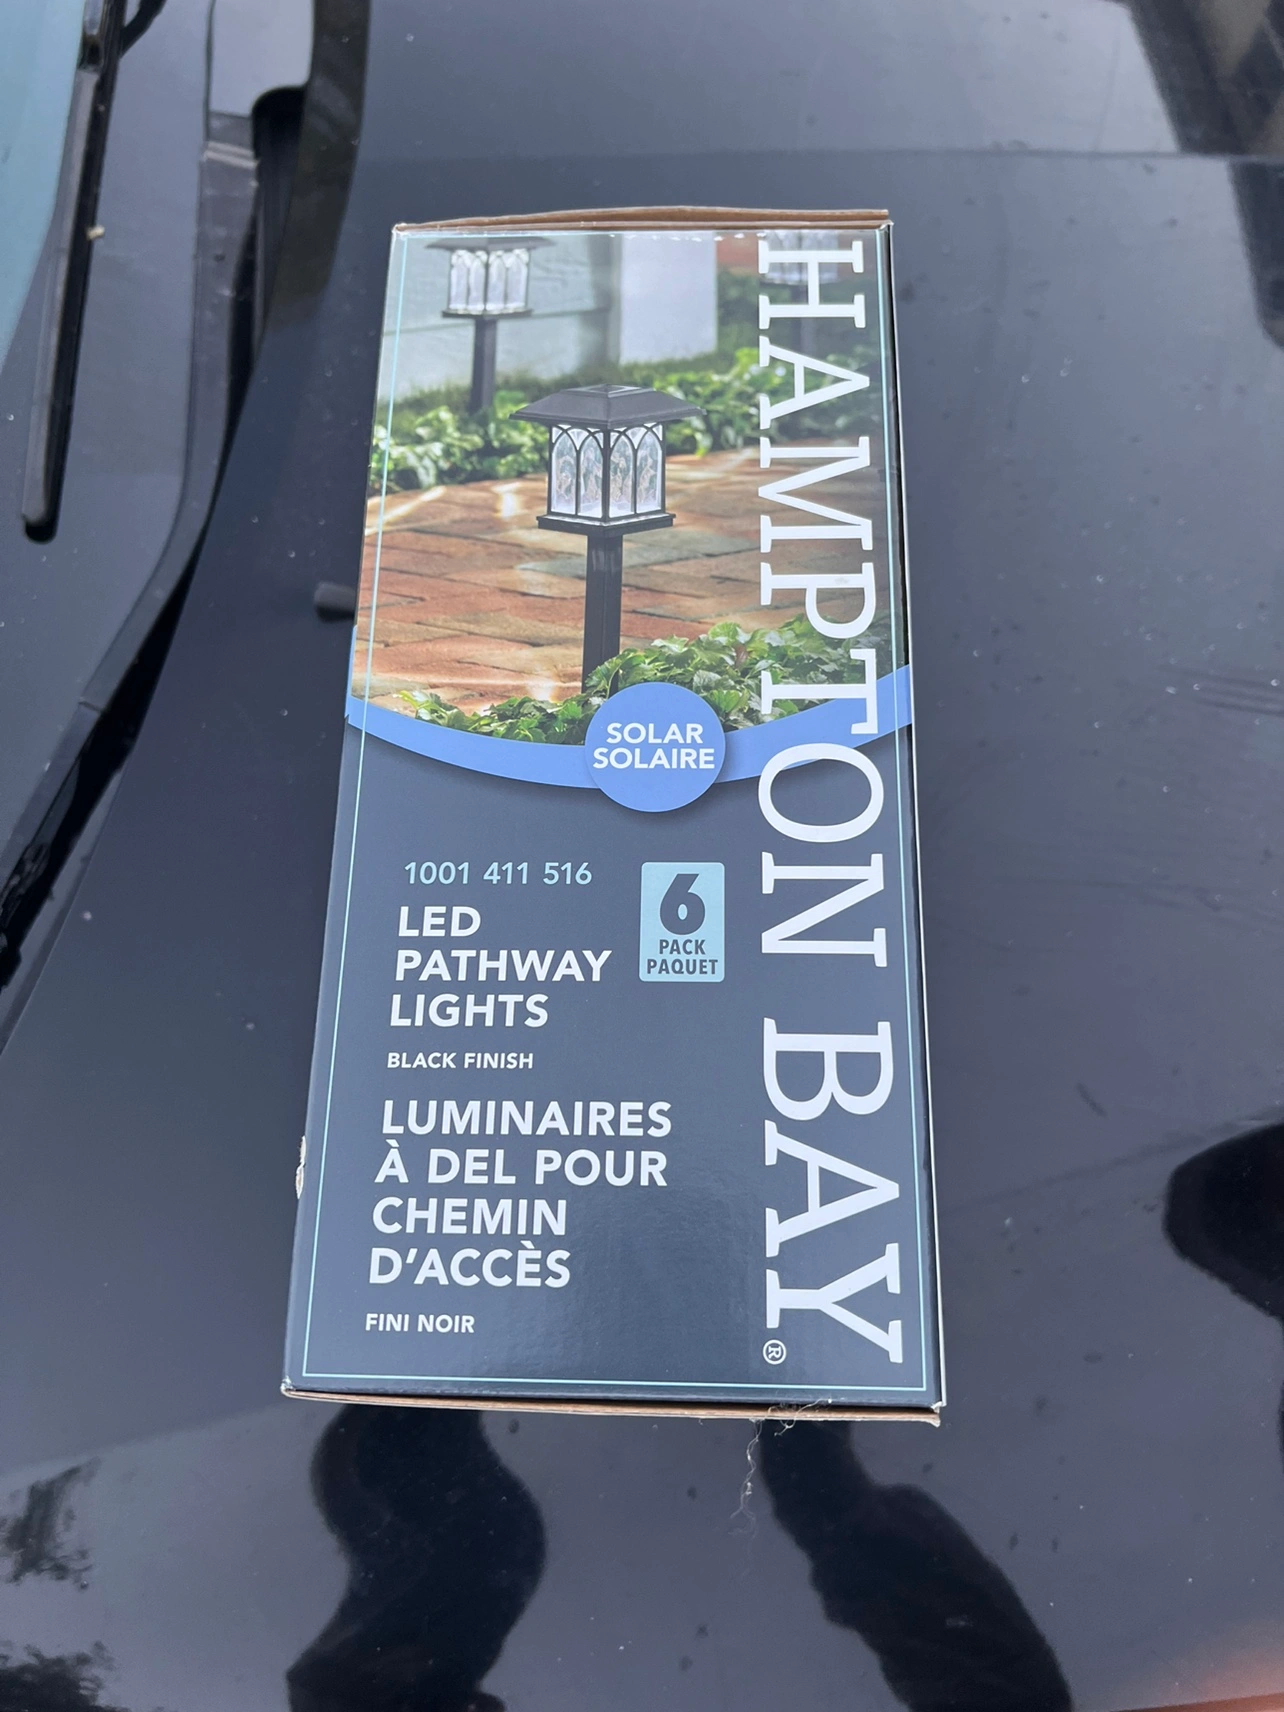 HAMPTON BAY®
SOLAR
SOLAIRE
1001 411 516
LED
PATHWAY
LIGHTS
BLACK FINISH
6
PACK
PAQUET
LUMINAIRES
À DEL POUR
CHEMIN
D'ACCÈS
FINI NOIR